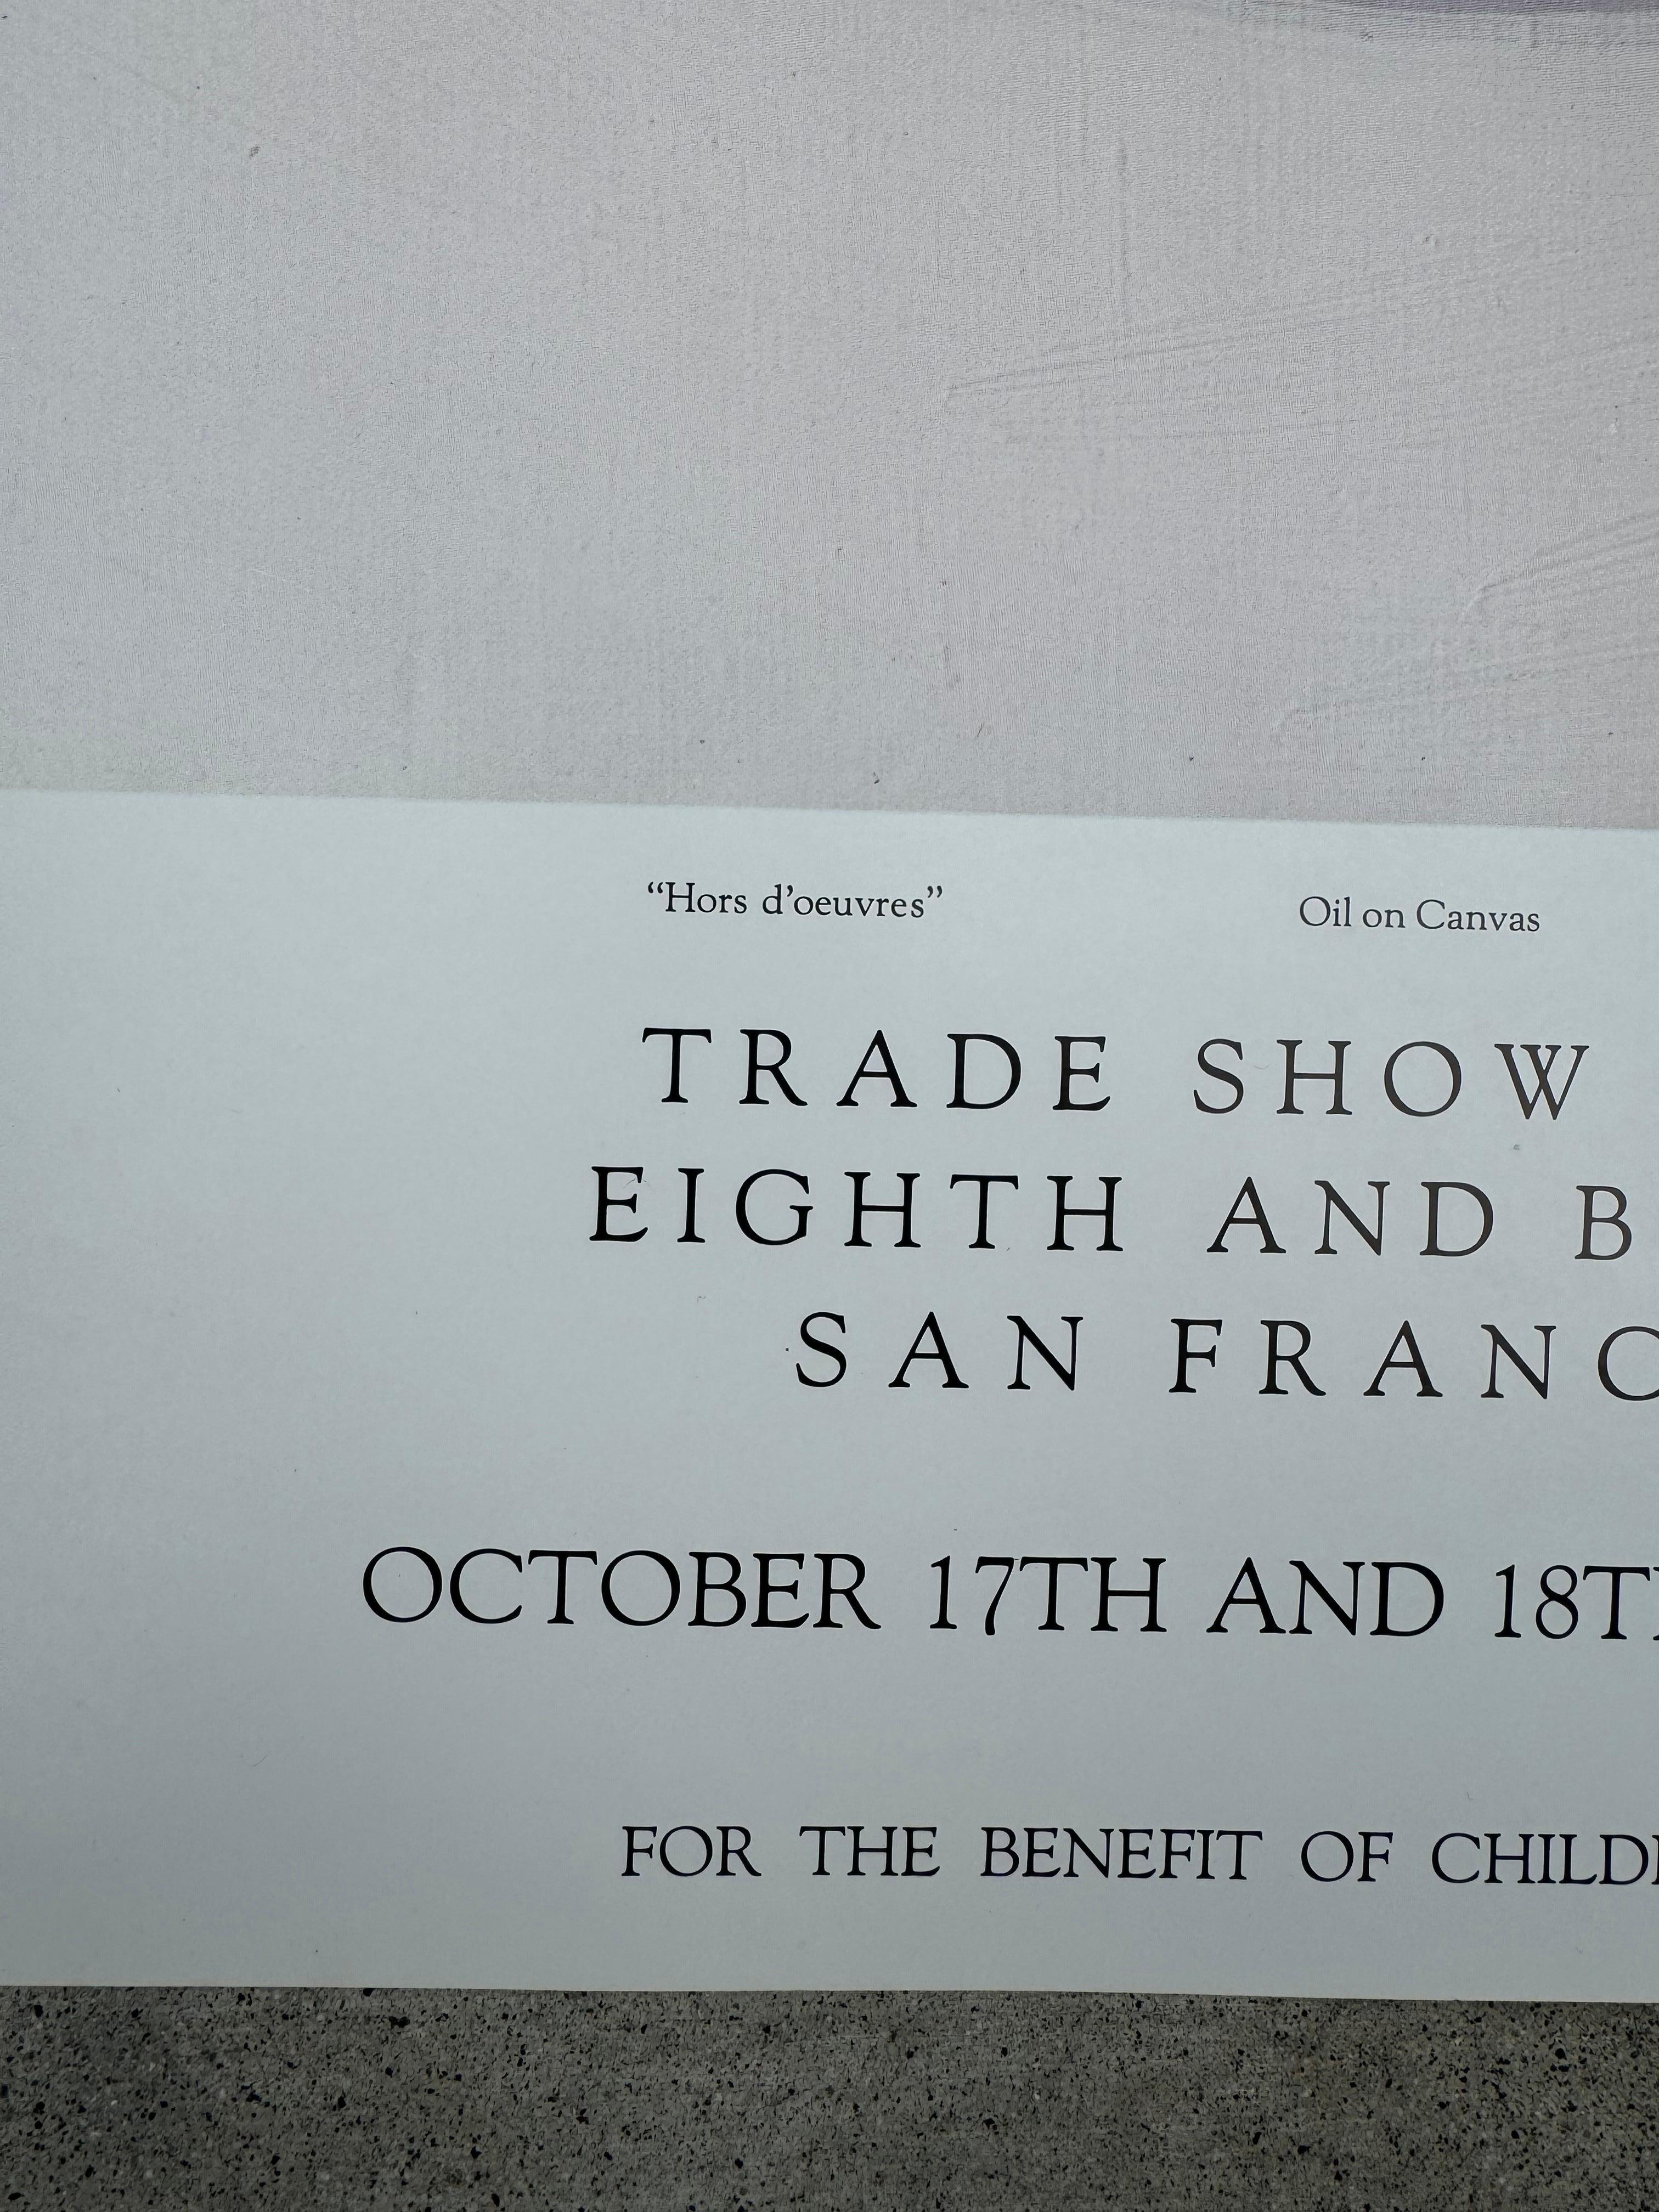 “Hors d’oeuvres” Oil on Canvas
TRADE SHOW
EIGHTH AND B
SAN FRANC
OCTOBER 17TH AND 18T
FOR THE BENEFIT OF CHILD